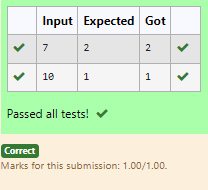 Input Expected Got
7 2 2
10 1 1
Passed all tests!
Correct
Marks for this submission: 1.00/1.00.